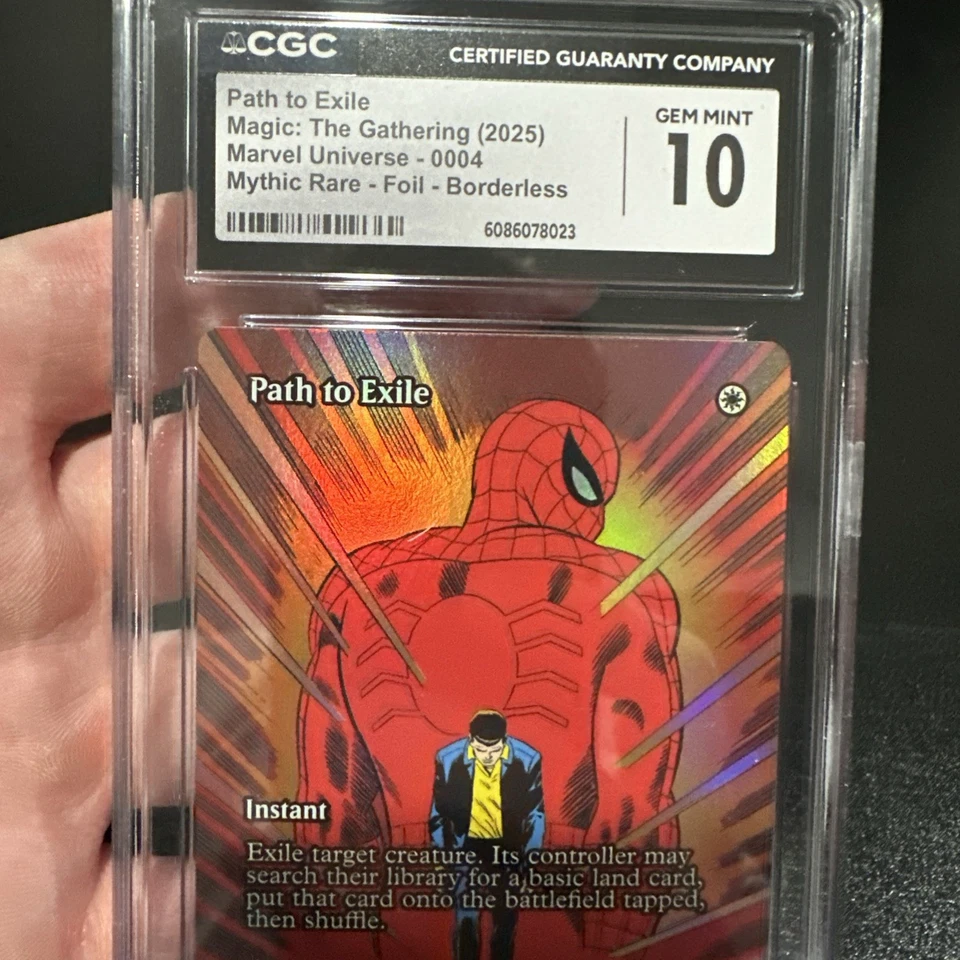 CGC
CERTIFIED GUARANTY COMPANY
Path to Exile
Magic: The Gathering (2025)
Marvel Universe - 0004
Mythic Rare - Foil - Borderless
GEM MINT
10
6086078023
Path to Exile
Instant
Exile target creature. Its controller may
search their library for a basic land card,
put that card onto the battlefield tapped,
then shuffle.